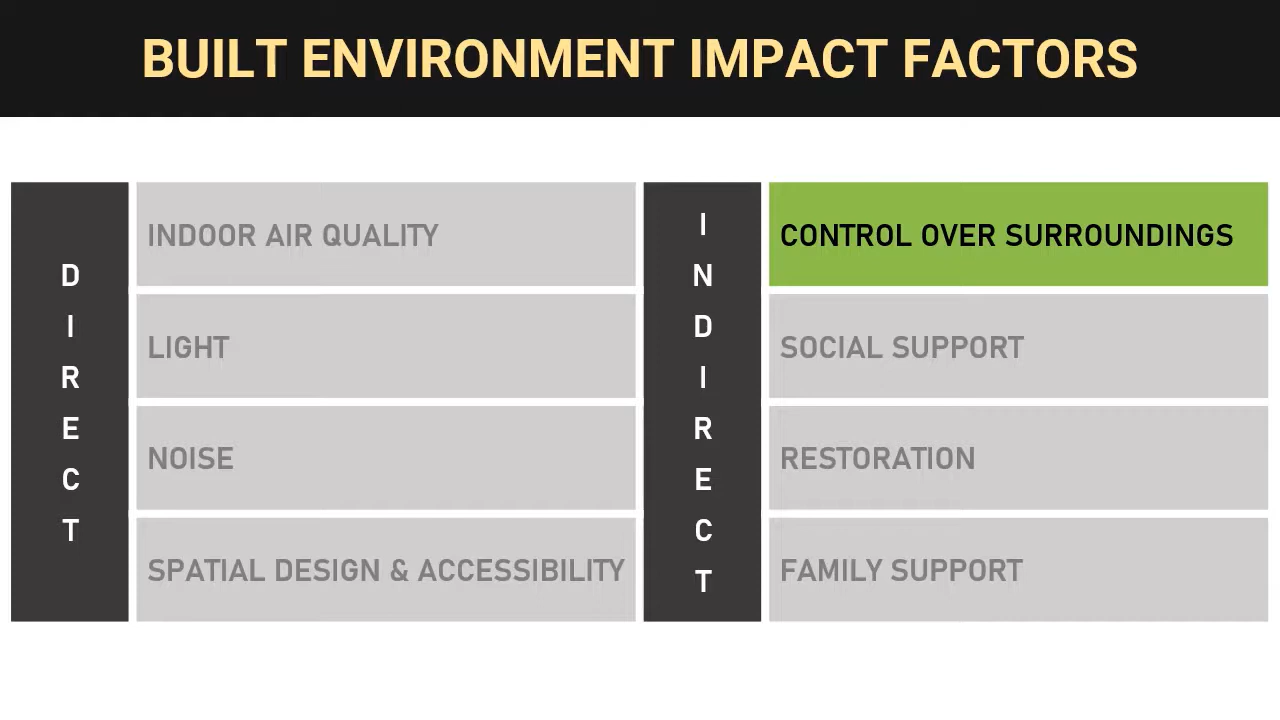 BUILT ENVIRONMENT IMPACT FACTORS
DIRECT
INDOOR AIR QUALITY
LIGHT
NOISE
SPATIAL DESIGN & ACCESSIBILITY
INDIRECT
CONTROL OVER SURROUNDINGS
SOCIAL SUPPORT
RESTORATION
FAMILY SUPPORT